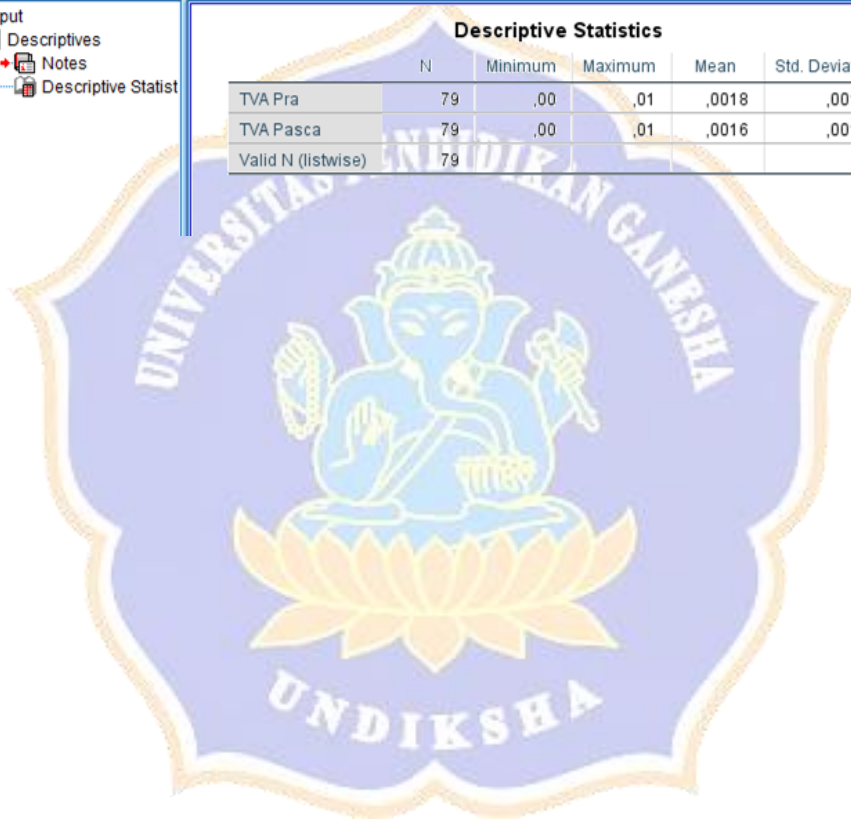 Descriptives
Notes
Descriptive Statist
Descriptive Statistics
N Minimum Maximum Mean Std. Devia
TVA Pra 79 ,00 ,01 ,0018 ,00
TVA Pasca 79 ,00 ,01 ,0016 ,00
Valid N (listwise) 79
UNIVERSITAS PENDIDIKAN GANESHA
UNDIKSHA